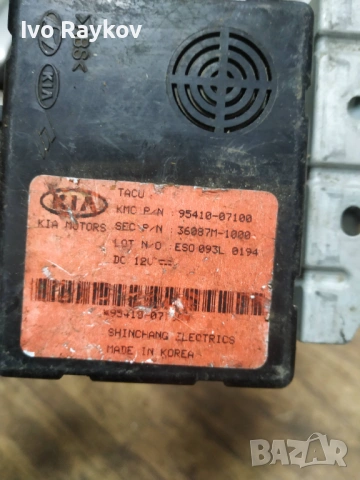 Ivo Raykov
KIA
KIA
KIA MOTORS
TACU
KMC P/N : 95410-07100
SEC P/N : 36087M-1000
LOT N/O : ESO 093L 0194
DC 12V
SHINCHANG ELECTRICS
MADE IN KOREA
BAZAR
bg